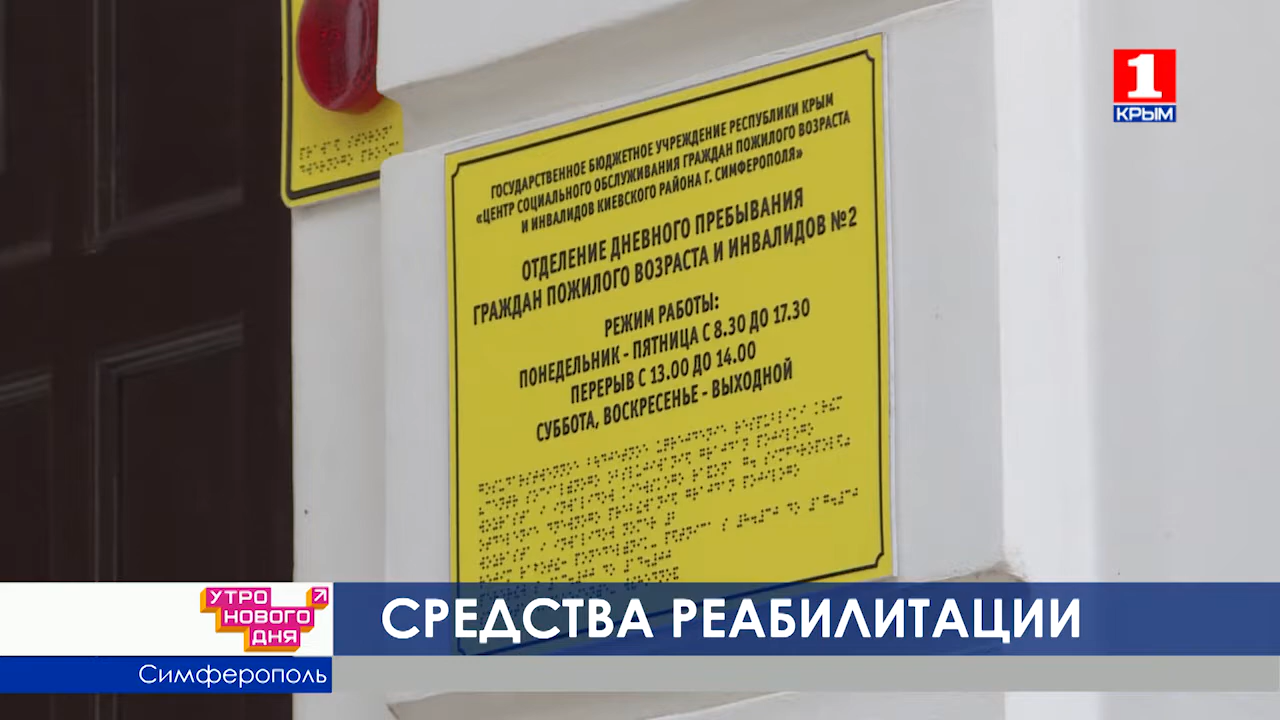 1
КРЫМ
ГОСУДАРСТВЕННОЕ БЮДЖЕТНОЕ УЧРЕЖДЕНИЕ РЕСПУБЛИКИ КРЫМ
«ЦЕНТР СОЦИАЛЬНОГО ОБСЛУЖИВАНИЯ ГРАЖДАН ПОЖИЛОГО ВОЗРАСТА
И ИНВАЛИДОВ КИЕВСКОГО РАЙОНА Г. СИМФЕРОПОЛЯ»
ОТДЕЛЕНИЕ ДНЕВНОГО ПРЕБЫВАНИЯ
ГРАЖДАН ПОЖИЛОГО ВОЗРАСТА И ИНВАЛИДОВ №2
РЕЖИМ РАБОТЫ:
ПОНЕДЕЛЬНИК - ПЯТНИЦА С 8.30 ДО 17.30
ПЕРЕРЫВ С 13.00 ДО 14.00
СУББОТА, ВОСКРЕСЕНЬЕ - ВЫХОДНОЙ
УТРО
НОВОГО
ДНЯ
СРЕДСТВА РЕАБИЛИТАЦИИ
Симферополь